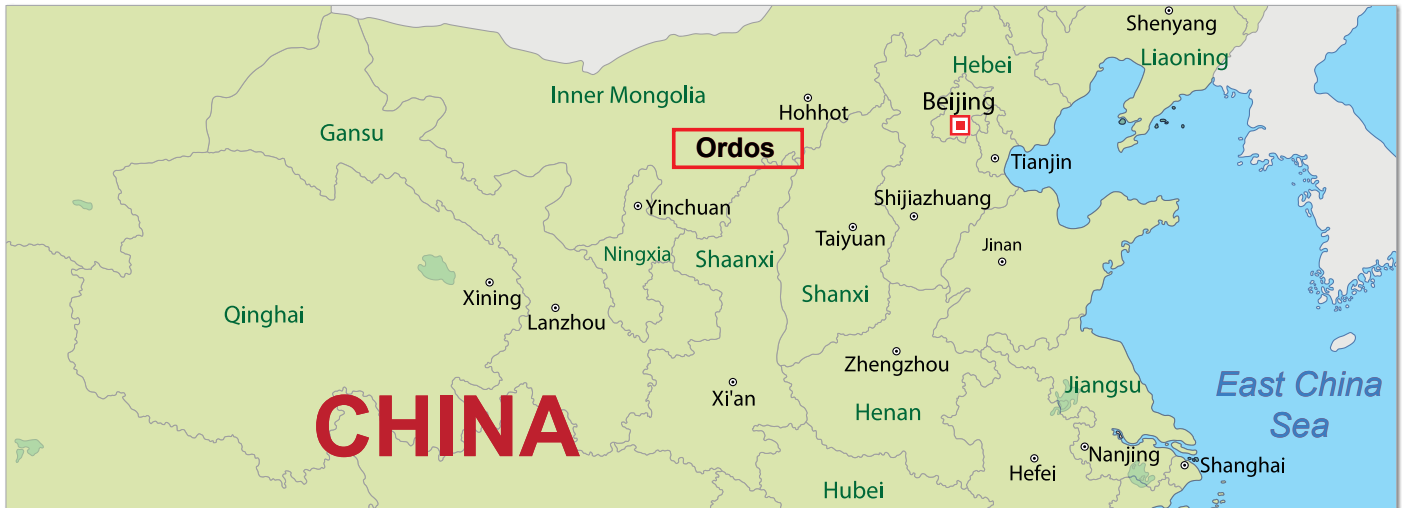 Shenyang
Liaoning
Hebei
Inner Mongolia
Beijing
Hohhot
Gansu
Ordos
Tianjin
Yinchuan
Shijiazhuang
Taiyuan
Jinan
Ningxia
Shaanxi
Shanxi
Xining
Qinghai
Lanzhou
Zhengzhou
Xi'an
Jiangsu
East China
Sea
Henan
CHINA
Nanjing
Shanghai
Hefei
Hubei